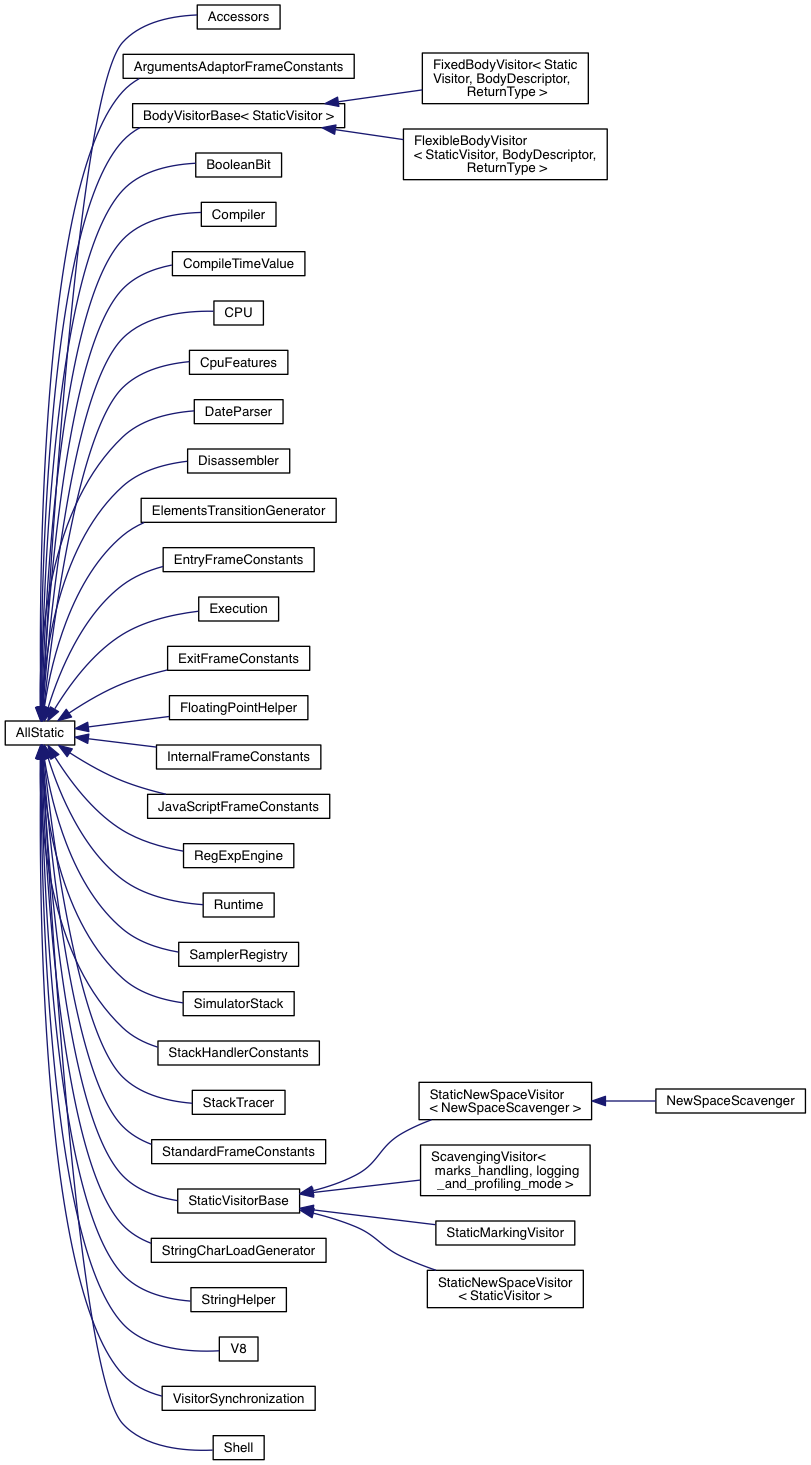 Accessors
ArgumentsAdaptorFrameConstants
FixedBodyVisitor< Static
Visitor, BodyDescriptor,
ReturnType >
BodyVisitorBase< StaticVisitor >
FlexibleBodyVisitor
< StaticVisitor, BodyDescriptor,
ReturnType >
BooleanBit
Compiler
CompileTimeValue
CPU
CpuFeatures
DateParser
Disassembler
ElementsTransitionGenerator
EntryFrameConstants
Execution
ExitFrameConstants
FloatingPointHelper
AllStatic
InternalFrameConstants
JavaScriptFrameConstants
RegExpEngine
Runtime
SamplerRegistry
SimulatorStack
StackHandlerConstants
StackTracer
StaticNewSpaceVisitor
< NewSpaceScavenger >
NewSpaceScavenger
StandardFrameConstants
ScavengingVisitor<
marks_handling, logging
_and_profiling_mode >
StaticVisitorBase
StaticMarkingVisitor
StringCharLoadGenerator
StaticNewSpaceVisitor
< StaticVisitor >
StringHelper
V8
VisitorSynchronization
Shell